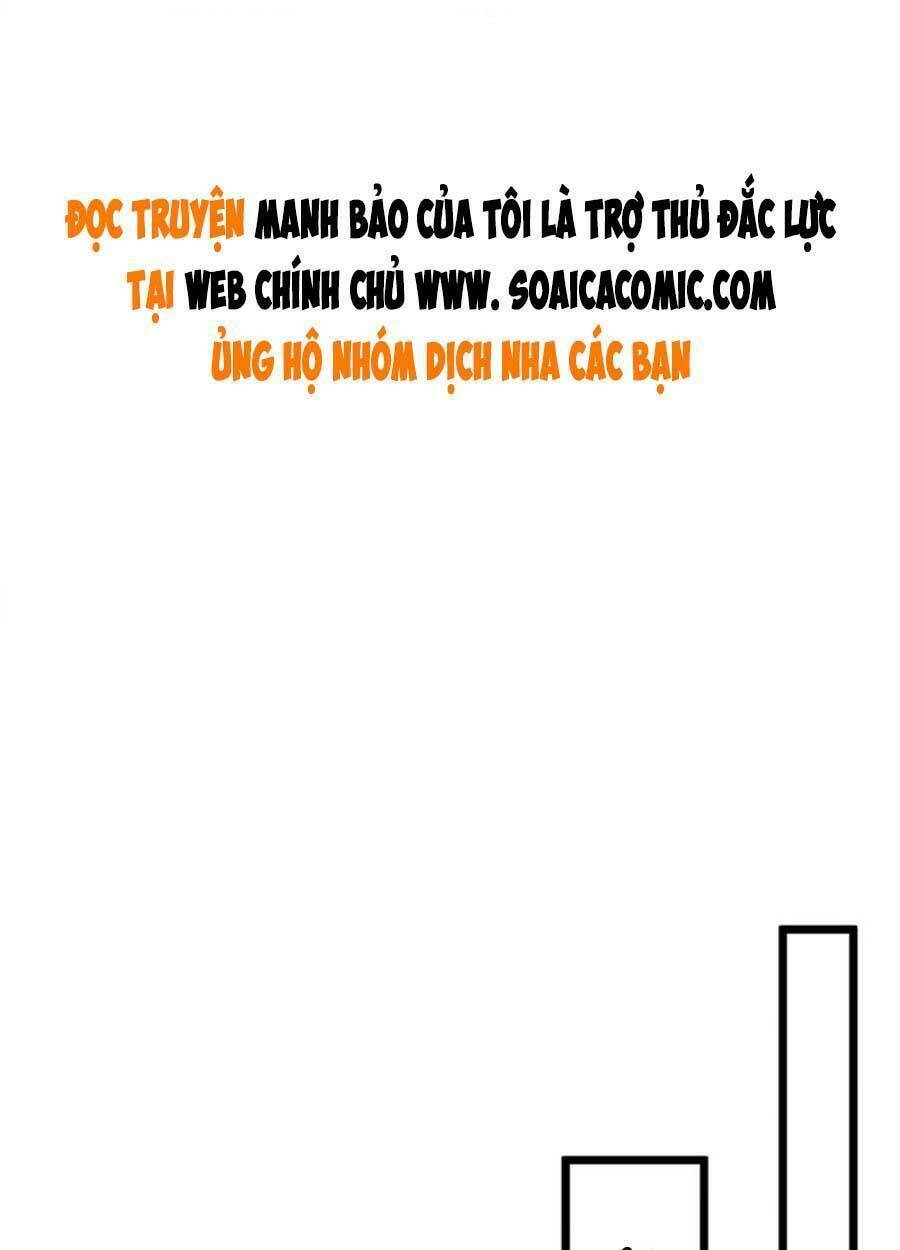 ĐỌC TRUYỆN MANH BẢO CỦA TÔI LÀ TRỢ THỦ ĐẮC LỰC
TẠI WEB CHÍNH CHỦ WWW. SOAICACOMIC.COM
ỦNG HỘ NHÓM DỊCH NHA CÁC BẠN